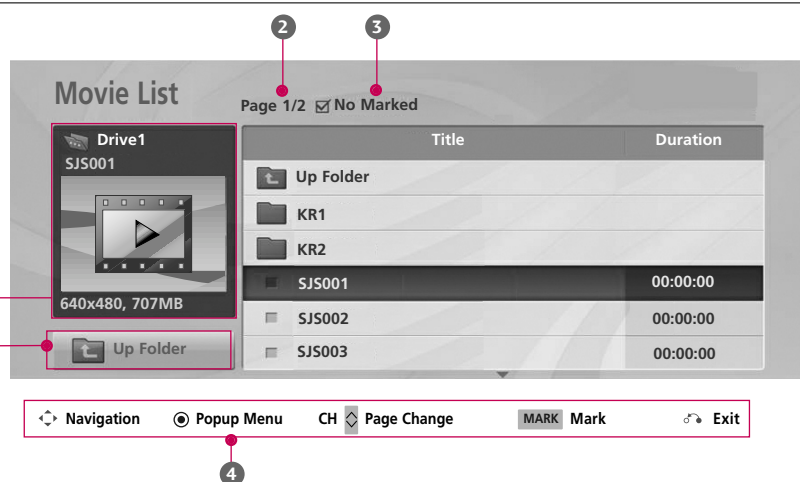 2 3
Movie List
Page 1/2 No Marked
Drive1
SJS001
640x480, 707MB
Up Folder
Title Duration
Up Folder
KR1
KR2
SJS001 00:00:00
SJS002 00:00:00
SJS003 00:00:00
Navigation Popup Menu CH Page Change MARK Mark Exit
4